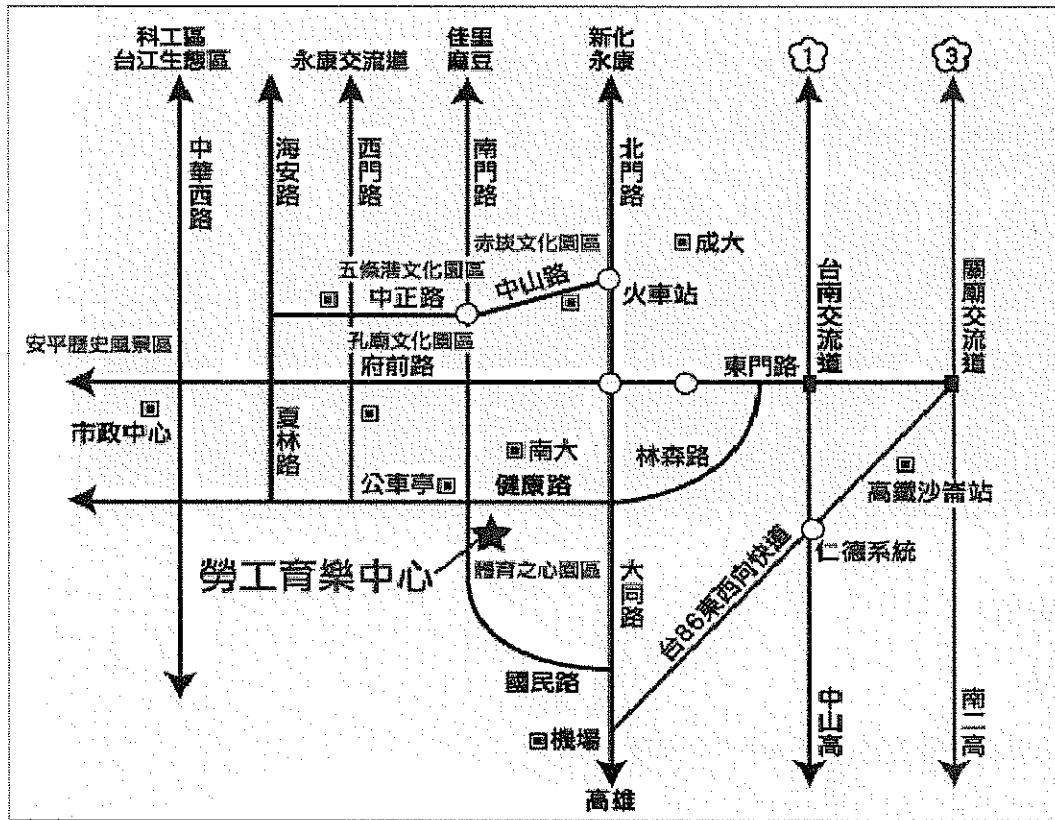 科工區
台江生態區
永康交流道
佳里
麻豆
新化
永康
1
3
中華西路
海安路
西門路
南門路
北門路
赤崁文化園區
成大
五條港文化園區
中山路
中正路
火車站
台南交流道
關廟交流道
安平歷史風景區
孔廟文化園區
府前路
東門路
市政中心
夏林路
南大
林森路
公車亭
健康路
高鐵沙崙站
仁德系統
勞工育樂中心
體育之心園區
大同路
台86東西向快道
國民路
機場
中山高
南二高
高雄